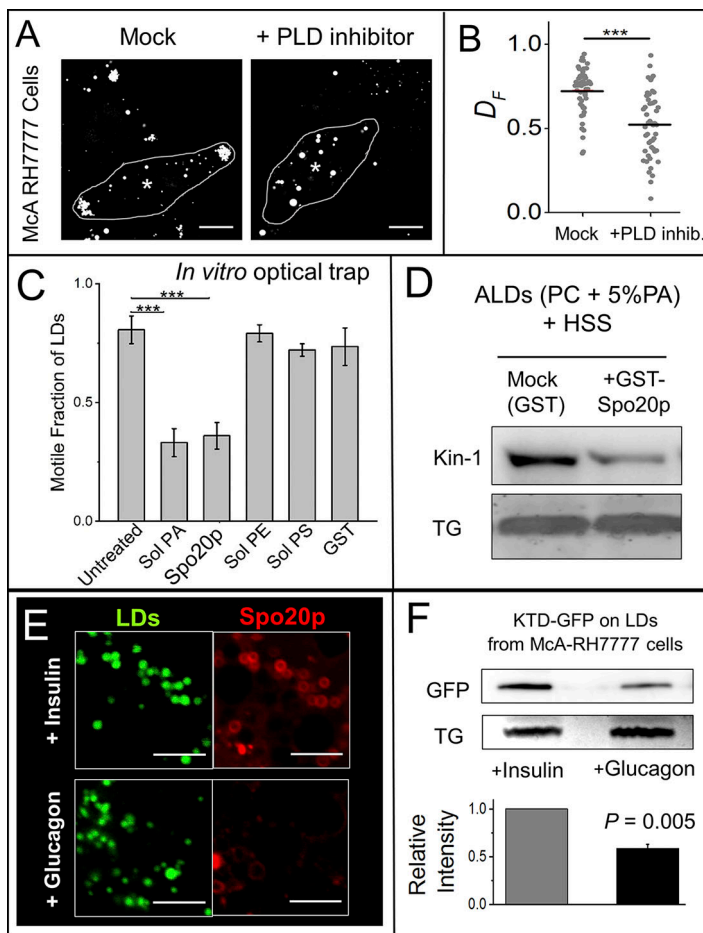 A
Mock
+ PLD inhibitor
McA RH7777 Cells
*
*
B
***
D_F
1.0
0.5
0.0
Mock
+PLD inhib.
C
In vitro optical trap
Motile Fraction of LDs
1.0
0.5
0
***
***
Untreated
Sol PA
Spo20p
Sol PE
Sol PS
GST
D
ALDs (PC + 5%PA)
+ HSS
Mock
(GST)
+GST-
Spo20p
Kin-1
TG
E
LDs
Spo20p
+ Insulin
+ Glucagon
F
KTD-GFP on LDs
from McA-RH7777 cells
GFP
TG
+Insulin
+Glucagon
Relative
Intensity
1.0
0.5
0.0
P = 0.005